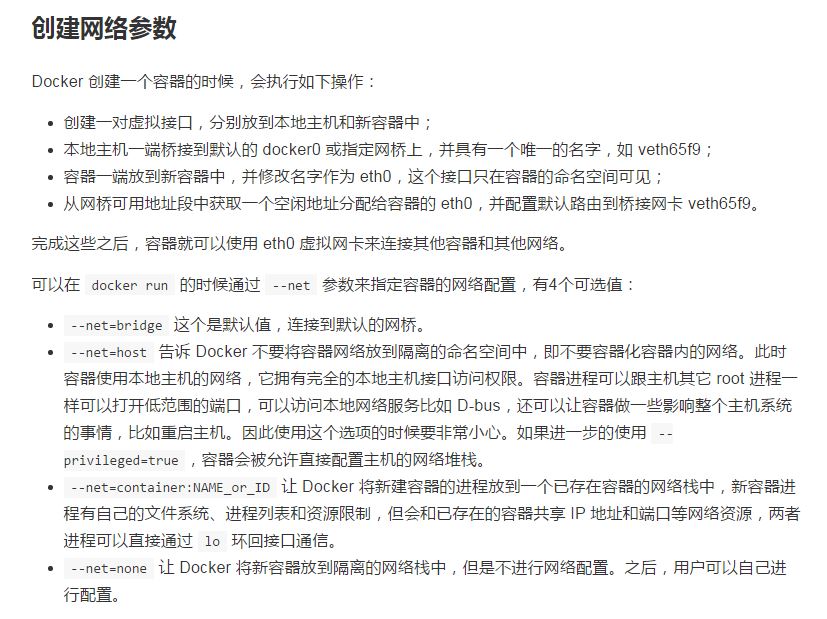 创建网络参数
Docker 创建一个容器的时候，会执行如下操作：
• 创建一对虚拟接口，分别放到本地主机和新容器中；
• 本地主机一端桥接到默认的 docker0 或指定网桥上，并具有一个唯一的名字，如 veth65f9；
• 容器一端放到新容器中，并修改名字作为 eth0，这个接口只在容器的命名空间可见；
• 从网桥可用地址段中获取一个空闲地址分配给容器的 eth0，并配置默认路由到桥接网卡 veth65f9。
完成这些之后，容器就可以使用 eth0 虚拟网卡来连接其他容器和其他网络。
可以在 docker run 的时候通过 --net 参数来指定容器的网络配置，有4个可选值：
• --net=bridge 这个是默认值，连接到默认的网桥。
• --net=host 告诉 Docker 不要将容器网络放到隔离的命名空间中，即不要容器化容器内的网络。此时
容器使用本地主机的网络，它拥有完全的本地主机接口访问权限。容器进程可以跟主机其它 root 进程一
样可以打开低范围的端口，可以访问本地网络服务比如 D-bus，还可以让容器做一些影响整个主机系统
的事情，比如重启主机。因此使用这个选项的时候要非常小心。如果进一步的使用 --
privileged=true ，容器会被允许直接配置主机的网络堆栈。
• --net=container:NAME_or_ID 让 Docker 将新建容器的进程放到一个已存在容器的网络栈中，新容器进
程有自己的文件系统、进程列表和资源限制，但会和已存在的容器共享 IP 地址和端口等网络资源，两者
进程可以直接通过 lo 环回接口通信。
• --net=none 让 Docker 将新容器放到隔离的网络栈中，但是不进行网络配置。之后，用户可以自己进
行配置。